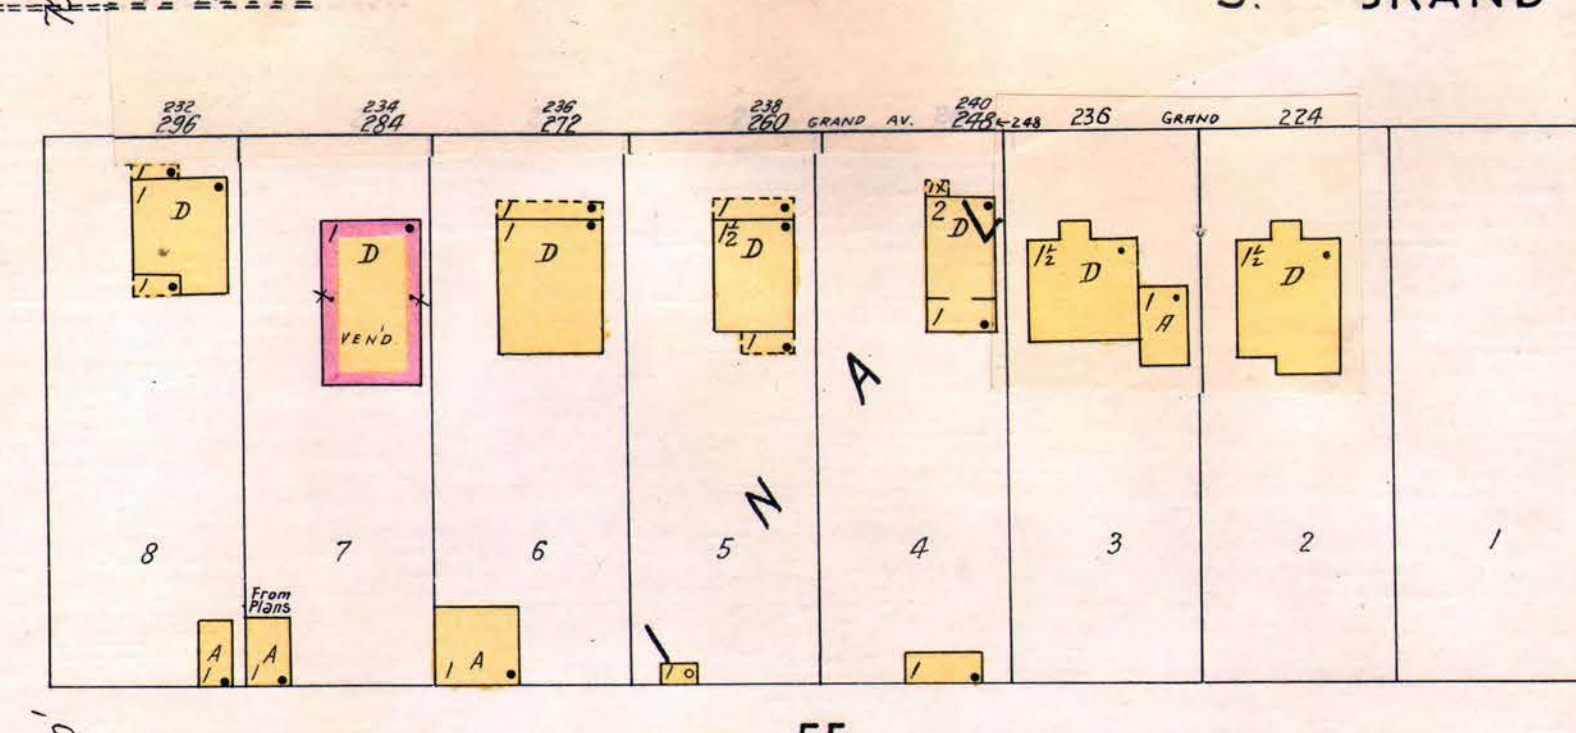 S. GRAND
232 234 236 238 240
296 284 272 260 GRAND AV. 248 ←248 236 GRAND 224
1 1 1 1X
1 D 1 D 1 D 1½ D 2 D 1½ D 1½ D
1 VEN'D 1 1 1 A
A
N
8 7 6 5 4 3 2 1
From
Plans
A A 1 A
1 1 1 o 1
55